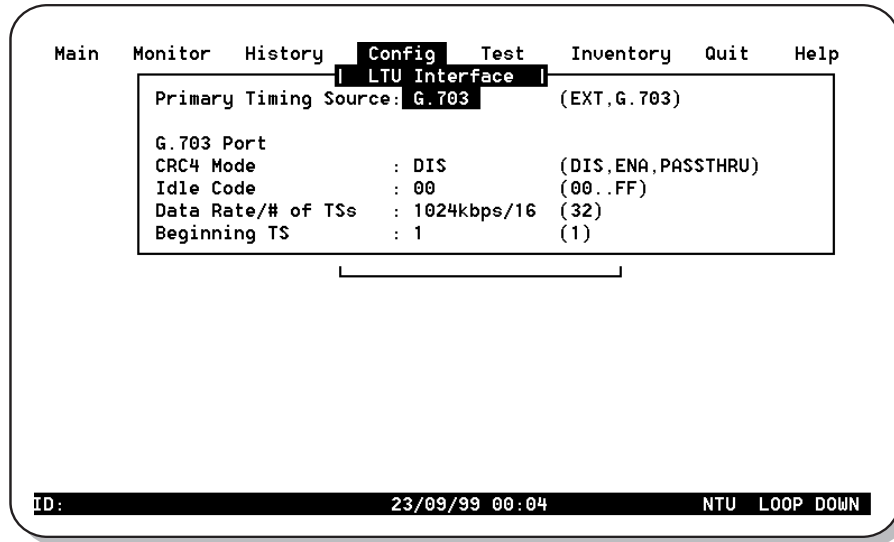 Main Monitor History Config Test Inventory Quit Help
LTU Interface
Primary Timing Source: G.703 (EXT,G.703)
G.703 Port
CRC4 Mode : DIS (DIS,ENA,PASSTHRU)
Idle Code : 00 (00..FF)
Data Rate/# of TSs : 1024kbps/16 (32)
Beginning TS : 1 (1)
ID: 23/09/99 00:04 NTU LOOP DOWN